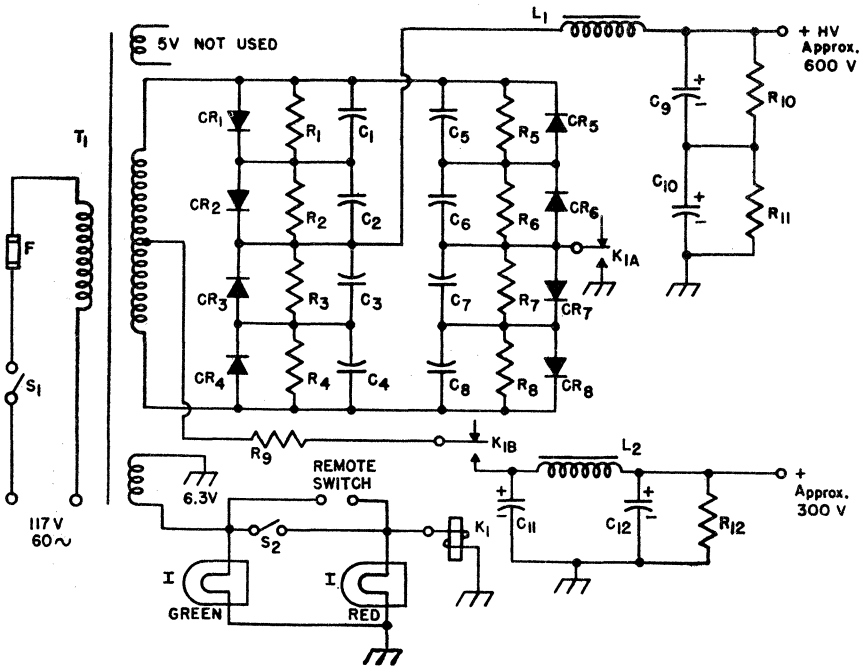 5V NOT USED
L1
+ HV
Approx.
600 V
T1
CR1
R1
C1
C5
R5
CR5
C9
R10
CR2
R2
C2
C6
R6
CR6
C10
R11
F
K1A
CR3
R3
C3
C7
R7
CR7
S1
CR4
R4
C4
C8
R8
CR8
R9
K1B
L2
+
Approx.
300 V
6.3V
REMOTE
SWITCH
117 V
60~
S2
K1
C11
C12
R12
I
GREEN
I
RED
+
-
+
-
+
-
+
-